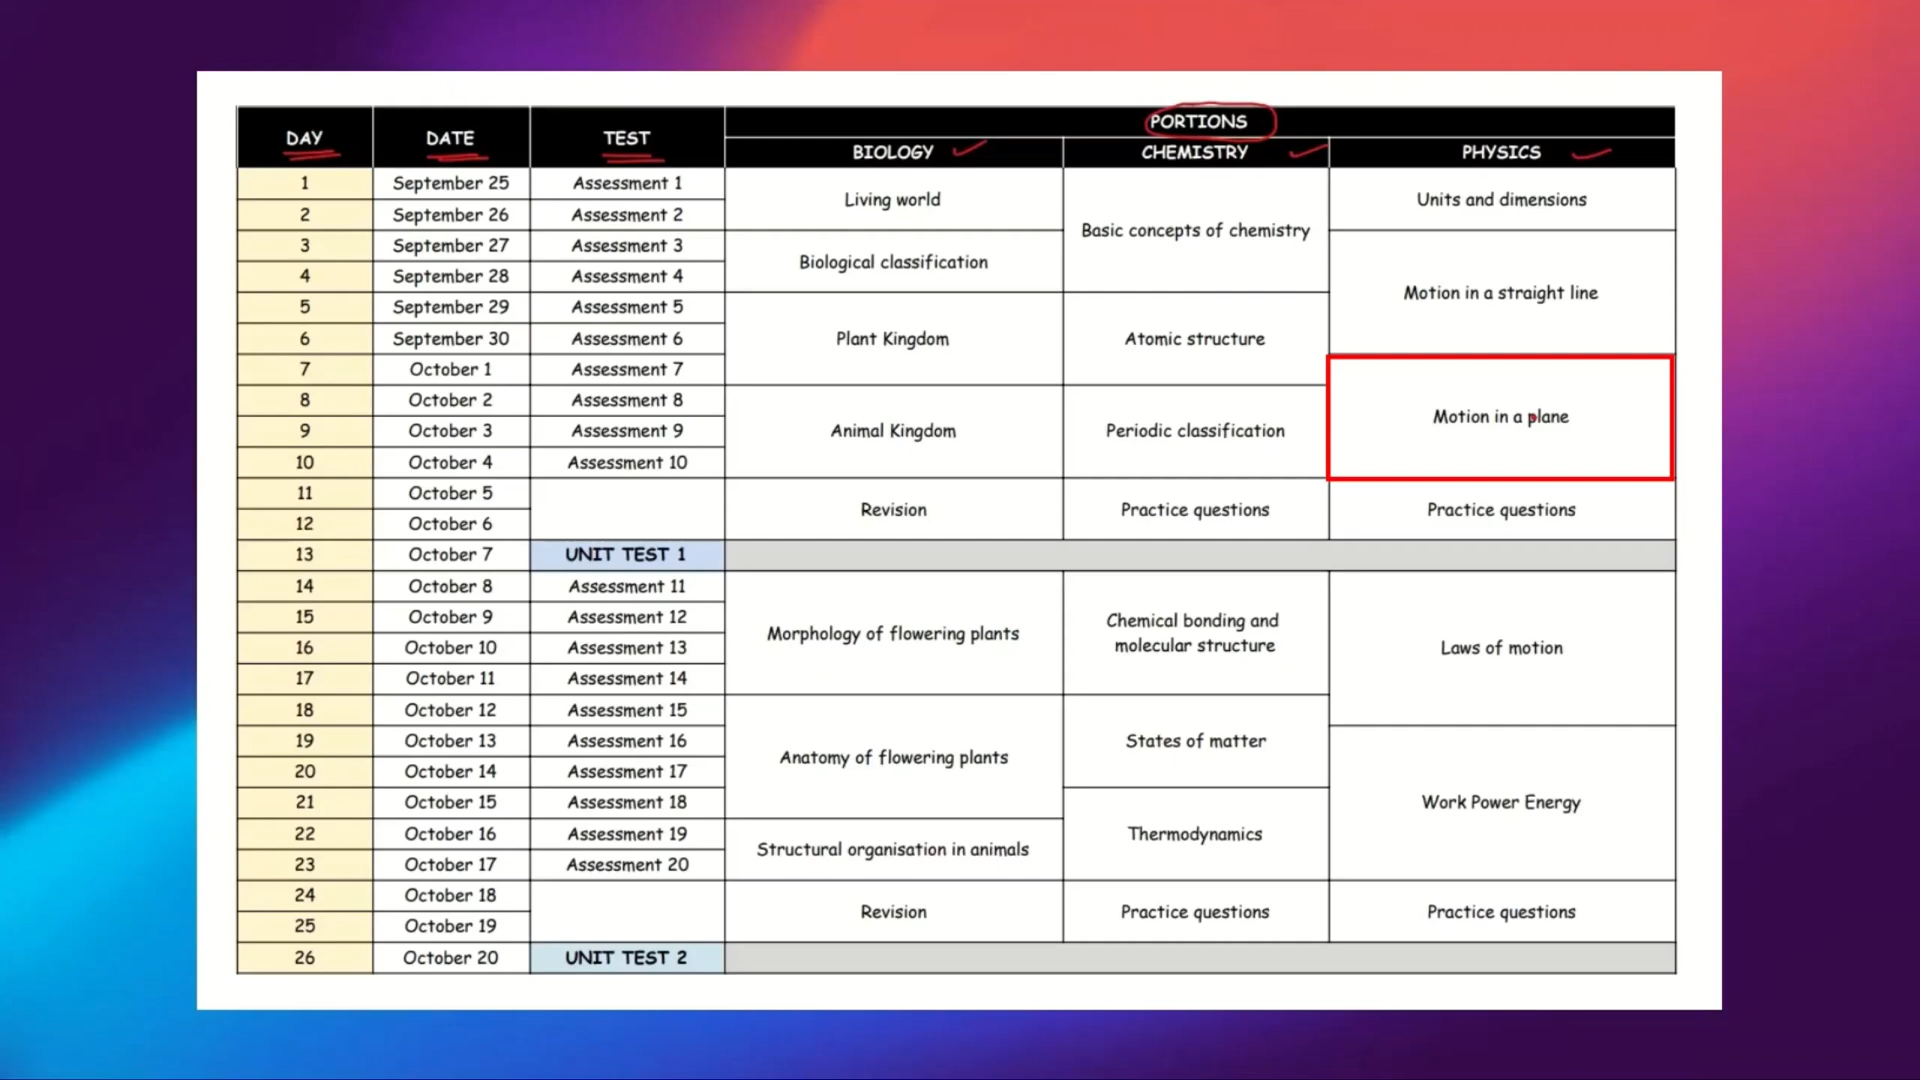 DAY DATE TEST PORTIONS
BIOLOGY CHEMISTRY PHYSICS
1 September 25 Assessment 1 Living world Basic concepts of chemistry Units and dimensions
2 September 26 Assessment 2
3 September 27 Assessment 3 Biological classification Motion in a straight line
4 September 28 Assessment 4
5 September 29 Assessment 5 Plant Kingdom Atomic structure
6 September 30 Assessment 6
7 October 1 Assessment 7 Motion in a plane
8 October 2 Assessment 8 Animal Kingdom Periodic classification
9 October 3 Assessment 9
10 October 4 Assessment 10
11 October 5 Revision Practice questions Practice questions
12 October 6
13 October 7 UNIT TEST 1
14 October 8 Assessment 11 Morphology of flowering plants Chemical bonding and
molecular structure Laws of motion
15 October 9 Assessment 12
16 October 10 Assessment 13
17 October 11 Assessment 14
18 October 12 Assessment 15 Anatomy of flowering plants States of matter
19 October 13 Assessment 16 Work Power Energy
20 October 14 Assessment 17
21 October 15 Assessment 18 Thermodynamics
22 October 16 Assessment 19 Structural organisation in animals
23 October 17 Assessment 20
24 October 18 Revision Practice questions Practice questions
25 October 19
26 October 20 UNIT TEST 2